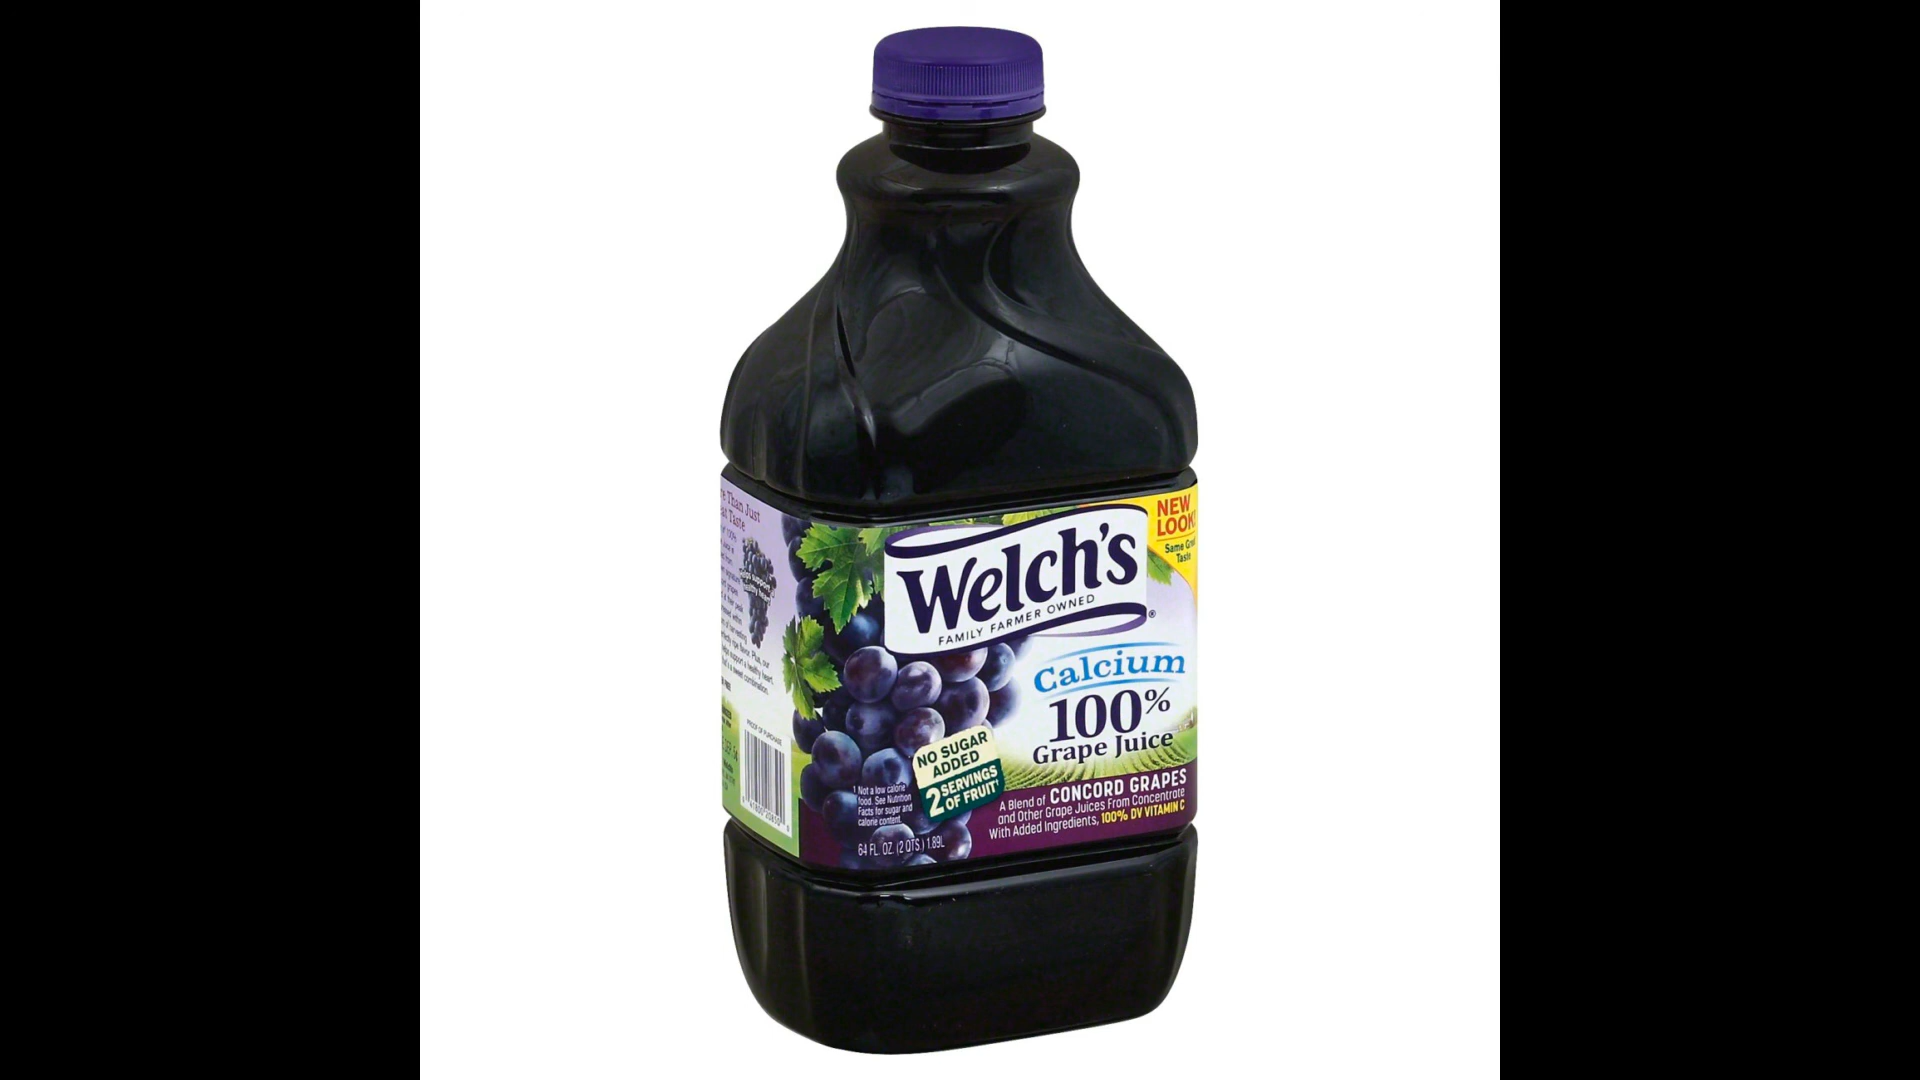 Welch's
FAMILY FARMER OWNED
®
NEW
LOOK!
Same
Taste
Calcium
100%
Grape Juice
NO SUGAR
ADDED
2 SERVINGS
OF FRUIT†
A Blend of CONCORD GRAPES
and Other Grape Juices From Concentrate
With Added Ingredients, 100% DV VITAMIN C
Not a low calorie
food. See Nutrition
Facts for sugar and
calorie content.
64 FL. OZ. (2 QTS.) 1.89L
Than Just
Taste
PROOF OF PURCHASE